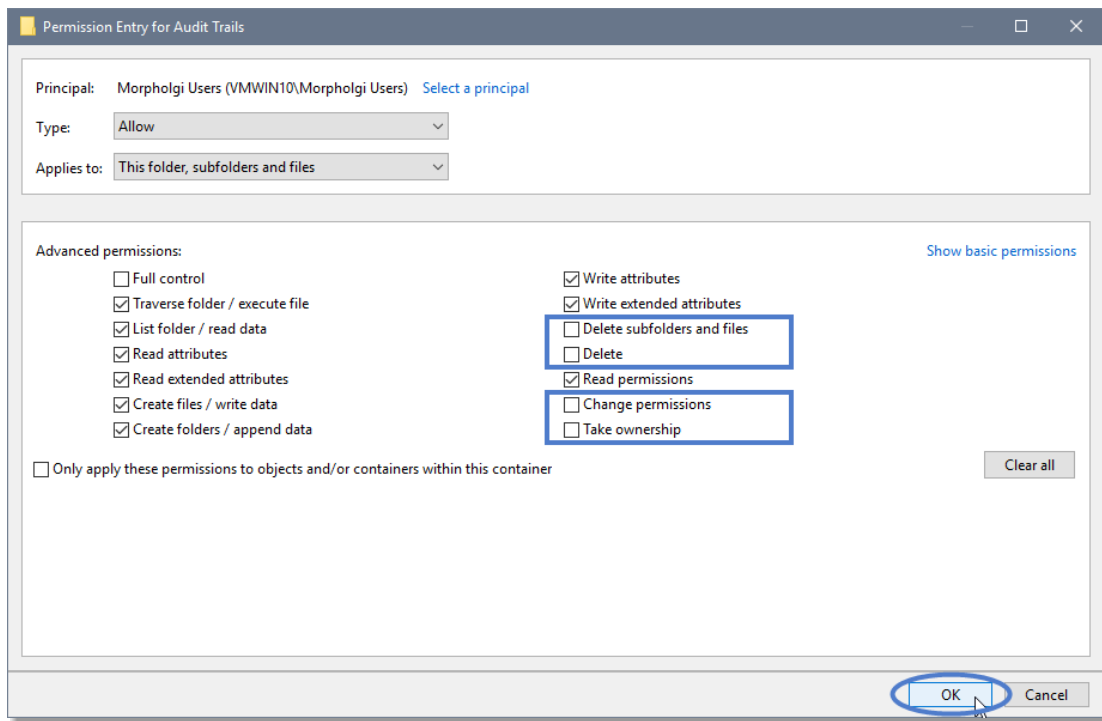 Permission Entry for Audit Trails
Principal: Morpholgi Users (VMWIN10\Morpholgi Users) Select a principal
Type: Allow
Applies to: This folder, subfolders and files
Advanced permissions: Show basic permissions
Full control
Traverse folder / execute file
List folder / read data
Read attributes
Read extended attributes
Create files / write data
Create folders / append data
Write attributes
Write extended attributes
Delete subfolders and files
Delete
Read permissions
Change permissions
Take ownership
Only apply these permissions to objects and/or containers within this container
Clear all
OK Cancel